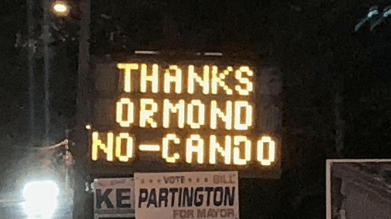 THANKS
ORMOND
NO-CANDO
KE
VOTE BILL
PARTINGTON
FOR MAYOR